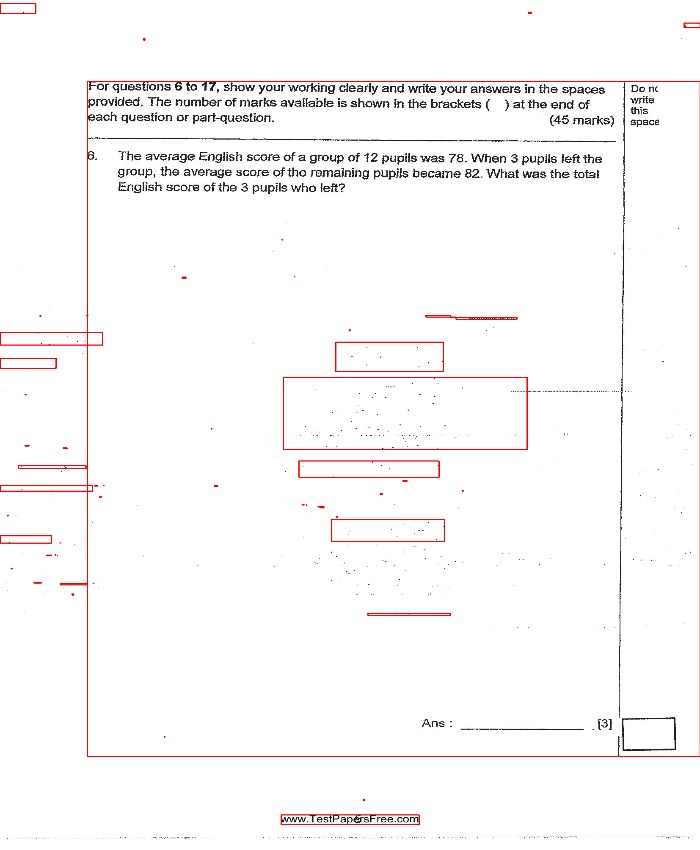 For questions 6 to 17, show your working clearly and write your answers in the spaces
provided. The number of marks available is shown in the brackets (   ) at the end of
each question or part-question.
(45 marks)
Do no
write
this
space
6. The average English score of a group of 12 pupils was 78. When 3 pupils left the
group, the average score of the remaining pupils became 82. What was the total
English score of the 3 pupils who left?
Ans : ____________ [3]
www.TestPapersFree.com